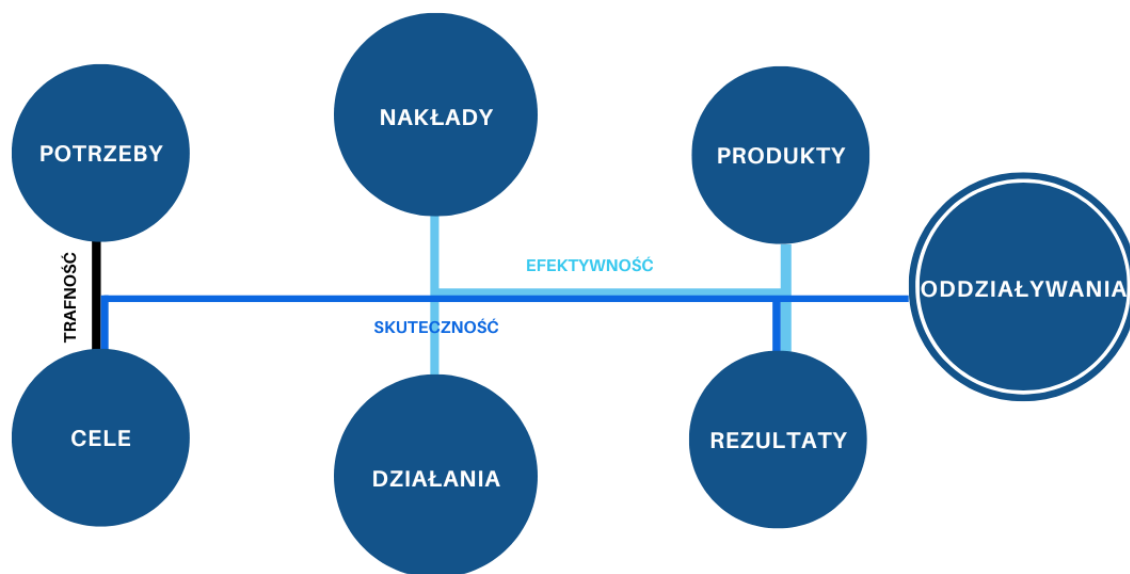 NAKŁADY
POTRZEBY
PRODUKTY
TRAFNOŚĆ
EFEKTYWNOŚĆ
ODDZIAŁYWANIA
SKUTECZNOŚĆ
CELE
REZULTATY
DZIAŁANIA